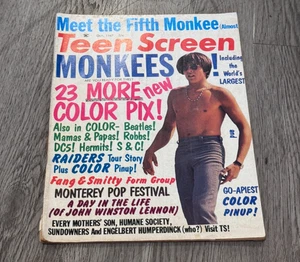 Meet the Fifth Monkee (Rimon)
Teen Screen
MONKEES!
Including the World's LARGEST
23 MORE new
COLOR PIX!
Also in COLOR- Beatles!
Mamas & Papas! Robbs!
DC5! Hermits! S & C!
RAIDERS Tour Story
Plus COLOR Pinup!
Fang & Smitty Form Group
MONTEREY POP FESTIVAL
A DAY IN THE LIFE
(OF JOHN WINSTON LENNON)
GO-APIEST
COLOR
PINUP!
EVERY MOTHERS' SON, HUMANE SOCIETY,
SUNDOWNERS And ENGELBERT HUMPERDINCK (who?) Visit TS!